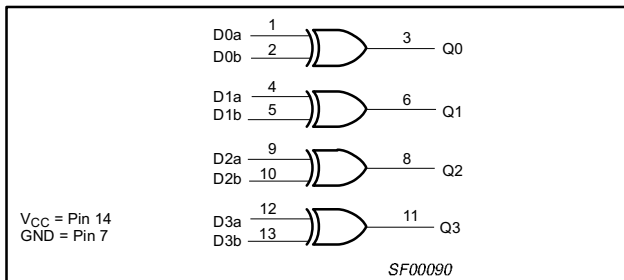 D0a 1
D0b 2
3 Q0
D1a 4
D1b 5
6 Q1
D2a 9
D2b 10
8 Q2
D3a 12
D3b 13
11 Q3
VCC = Pin 14
GND = Pin 7
SF00090